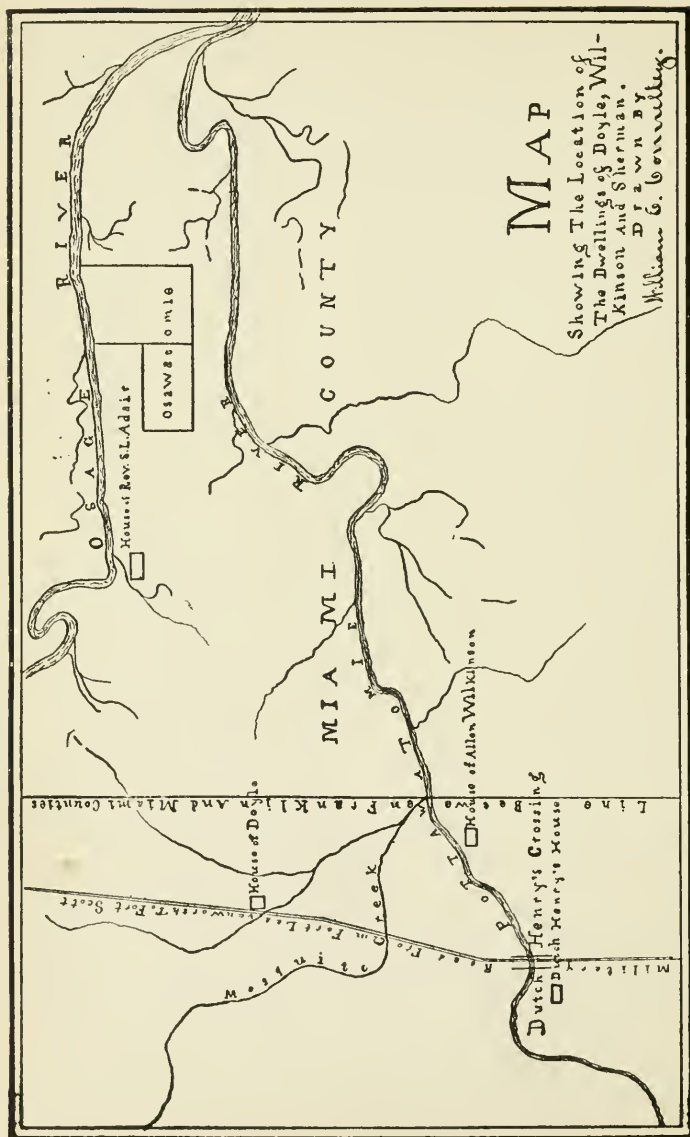 MAP
Showing The Location of
The Dwellings of Doyle, Wil-
kinson And Sherman.
Drawn By
William E. Connelley.
OSAGE RIVER
Osawatomie
House of Rev. S.L. Adair
MIAMI COUNTY
POTTAWATOMIE RIVER
Line Between Franklin And Miami Counties
House of Doyle
House of Allen Wilkinson
Creek
Military Road From Fort Leavenworth To Fort Scott
Dutch Henry's Crossing
Dutch Henry's House